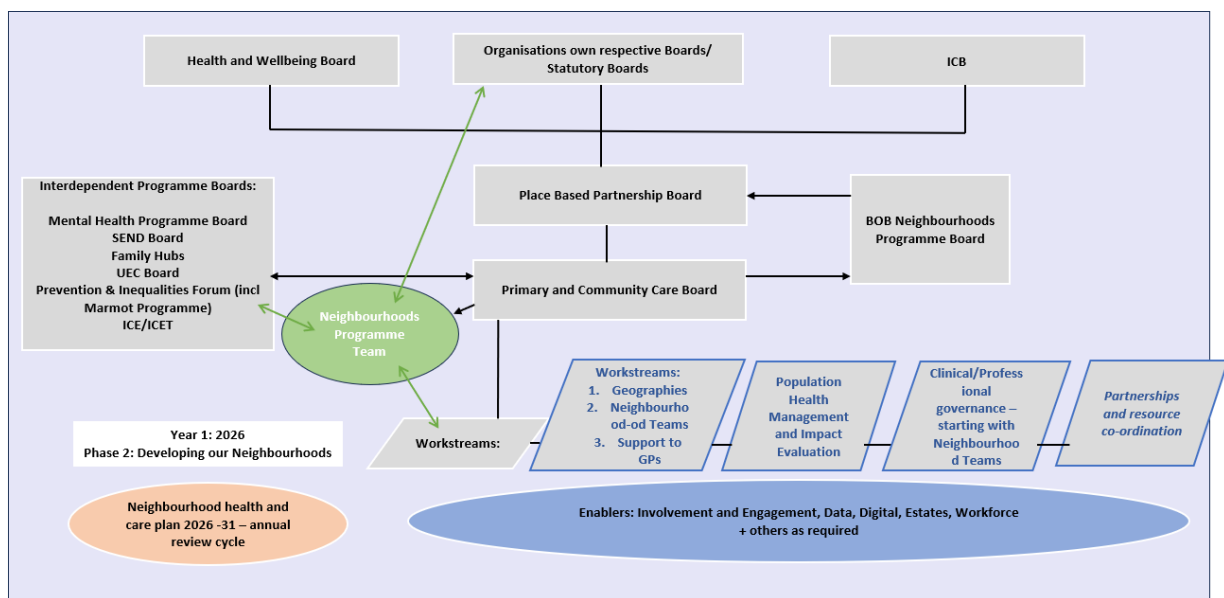 Health and Wellbeing Board
Organisations own respective Boards/
Statutory Boards
ICB
Interdependent Programme Boards:
Mental Health Programme Board
SEND Board
Family Hubs
UEC Board
Prevention & Inequalities Forum (incl
Marmot Programme)
ICE/ICET
Place Based Partnership Board
BOB Neighbourhoods
Programme Board
Primary and Community Care Board
Neighbourhoods
Programme
Team
Workstreams:
Workstreams:
1. Geographies
2. Neighbourho
od-od Teams
3. Support to
GPs
Population
Health
Management
and Impact
Evaluation
Clinical/Profess
ional
governance –
starting with
Neighbourhoo
d Teams
Partnerships
and resource
co-ordination
Year 1: 2026
Phase 2: Developing our Neighbourhoods
Neighbourhood health and
care plan 2026 -31 – annual
review cycle
Enablers: Involvement and Engagement, Data, Digital, Estates, Workforce
+ others as required